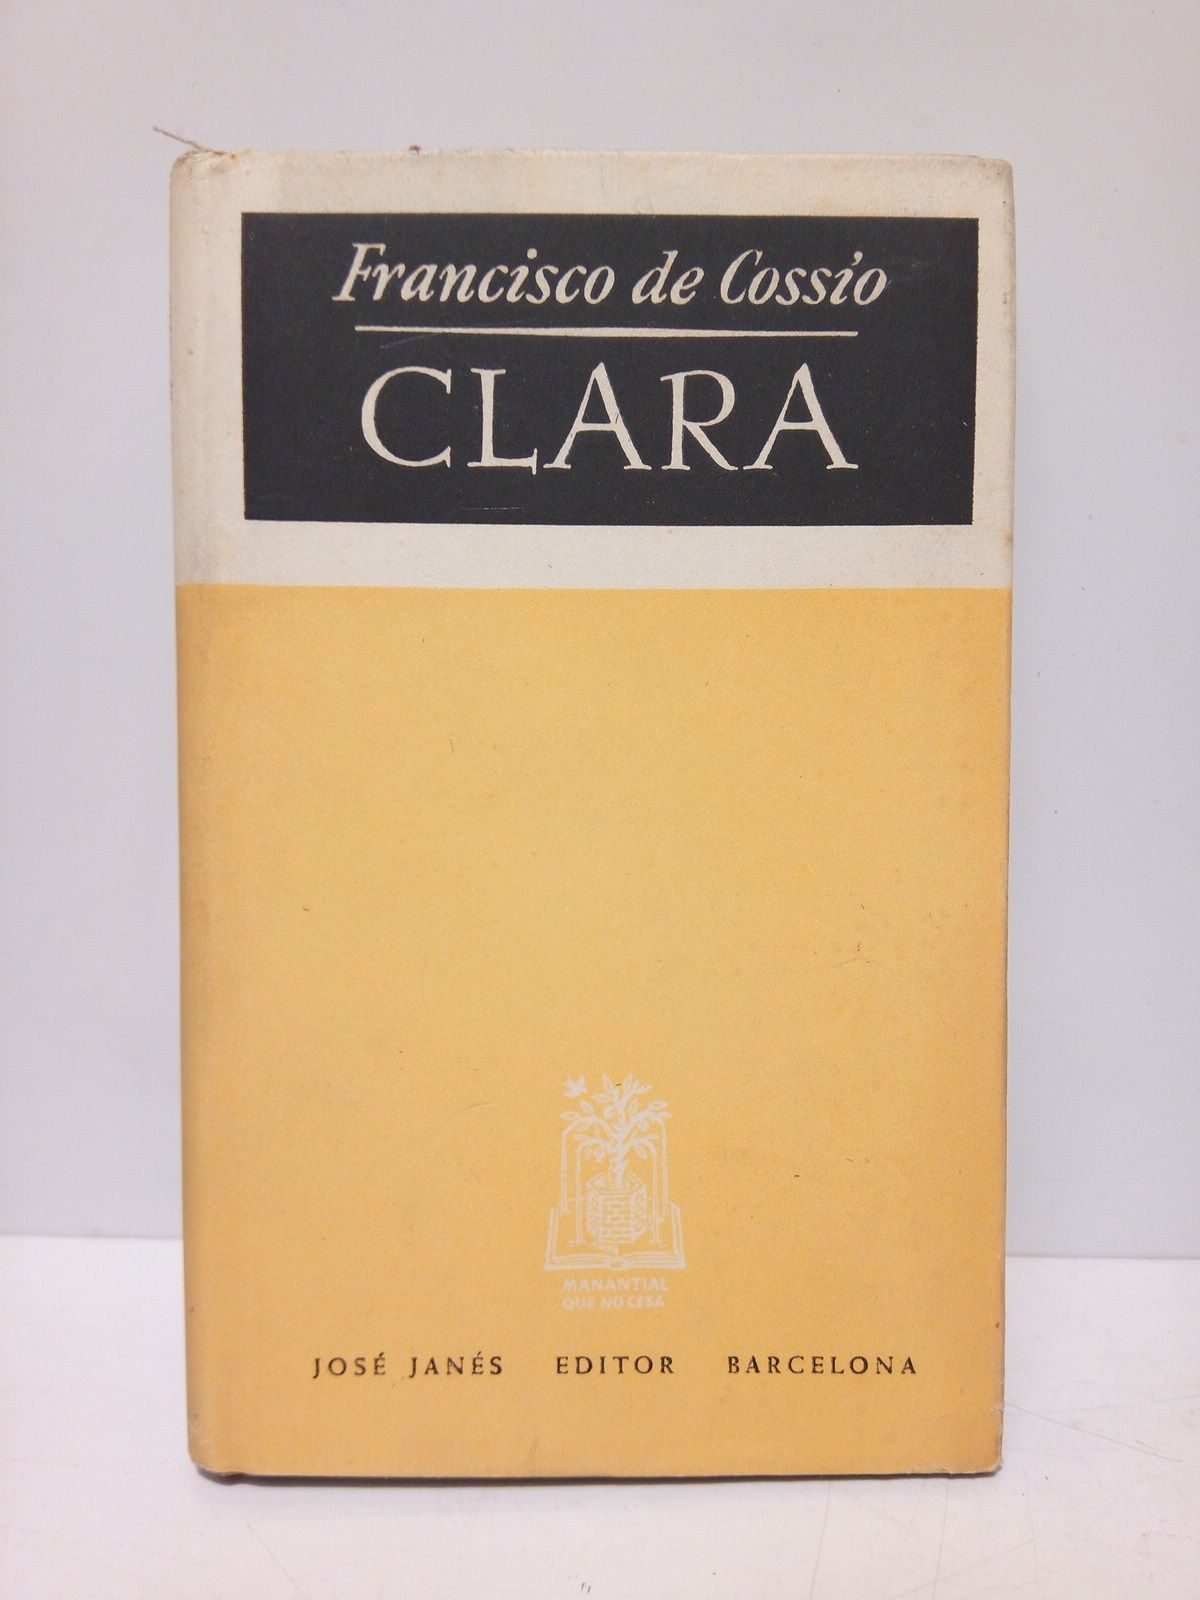 Francisco de Cossío
CLARA
MANANTIAL
QUE NO CESA
JOSÉ JANÉS EDITOR BARCELONA